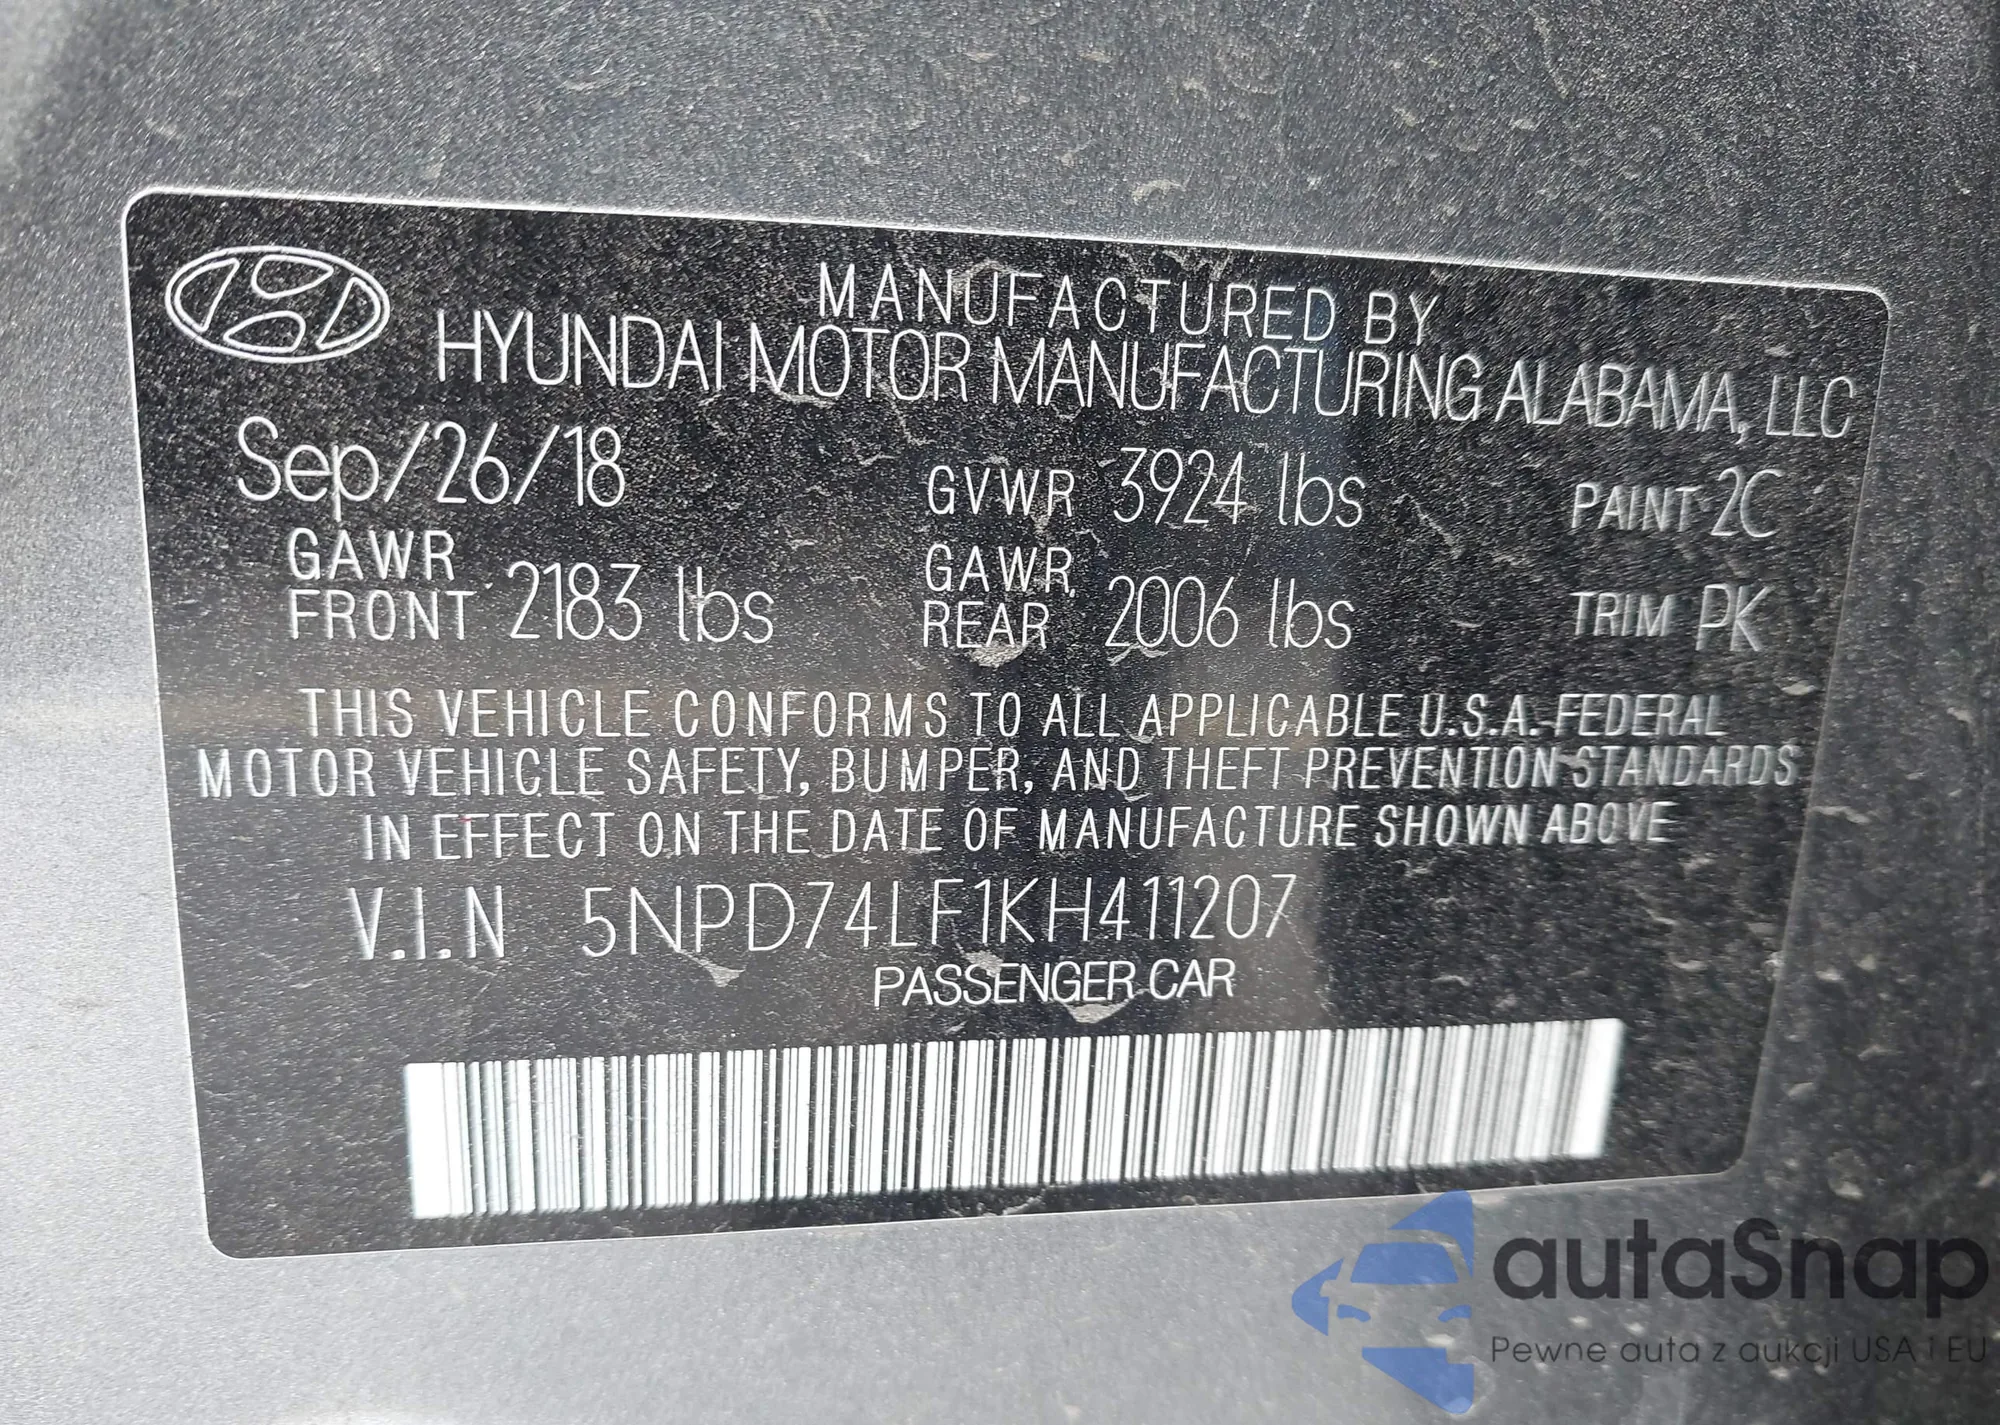 MANUFACTURED BY
HYUNDAI MOTOR MANUFACTURING ALABAMA, LLC
Sep/26/18 GVWR 3924 lbs PAINT 2C
GAWR FRONT 2183 lbs GAWR REAR 2006 lbs TRIM PK
THIS VEHICLE CONFORMS TO ALL APPLICABLE U.S.A. FEDERAL
MOTOR VEHICLE SAFETY, BUMPER, AND THEFT PREVENTION STANDARDS
IN EFFECT ON THE DATE OF MANUFACTURE SHOWN ABOVE
V.I.N 5NPD74LF1KH411207
PASSENGER CAR
autaSnap
Pewne auta z aukcji USA i EU